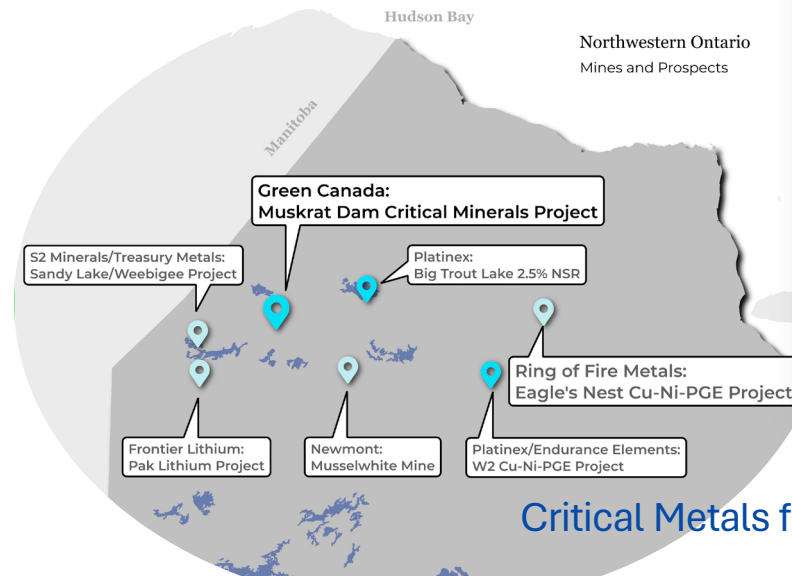 Hudson Bay
Northwestern Ontario
Mines and Prospects
Manitoba
Green Canada:
Muskrat Dam Critical Minerals Project
S2 Minerals/Treasury Metals:
Sandy Lake/Weebigee Project
Platinex:
Big Trout Lake 2.5% NSR
Ring of Fire Metals:
Eagle's Nest Cu-Ni-PGE Project
Frontier Lithium:
Pak Lithium Project
Newmont:
Musselwhite Mine
Platinex/Endurance Elements:
W2 Cu-Ni-PGE Project
Critical Metals f